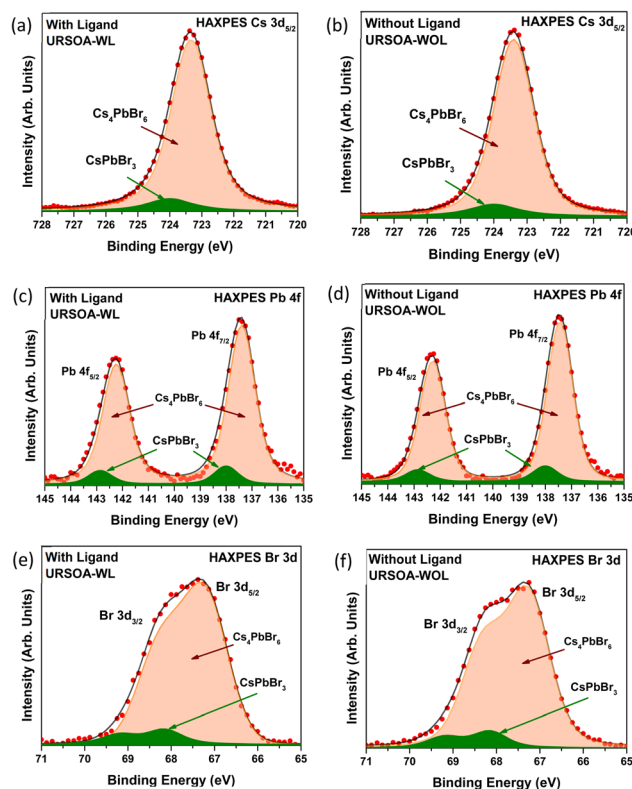 (a)
With Ligand
URSOA-WL
HAXPES Cs 3d5/2
Cs4PbBr6
CsPbBr3
Intensity (Arb. Units)
728 727 726 725 724 723 722 721 720
Binding Energy (eV)
(b)
Without Ligand
URSOA-WOL
HAXPES Cs 3d5/2
Cs4PbBr6
CsPbBr3
Intensity (Arb. Units)
728 727 726 725 724 723 722 721 720
Binding Energy (eV)
(c)
With Ligand
URSOA-WL
HAXPES Pb 4f
Pb 4f7/2
Pb 4f5/2
Cs4PbBr6
CsPbBr3
Intensity (Arb. Units)
145 144 143 142 141 140 139 138 137 136 135
Binding Energy (eV)
(d)
Without Ligand
URSOA-WOL
HAXPES Pb 4f
Pb 4f7/2
Pb 4f5/2
Cs4PbBr6
CsPbBr3
Intensity (Arb. Units)
145 144 143 142 141 140 139 138 137 136 135
Binding Energy (eV)
(e)
With Ligand
URSOA-WL
HAXPES Br 3d
Br 3d5/2
Br 3d3/2
Cs4PbBr6
CsPbBr3
Intensity (Arb. Units)
71 70 69 68 67 66 65
Binding Energy (eV)
(f)
Without Ligand
URSOA-WOL
HAXPES Br 3d
Br 3d5/2
Br 3d3/2
Cs4PbBr6
CsPbBr3
Intensity (Arb. Units)
71 70 69 68 67 66 65
Binding Energy (eV)